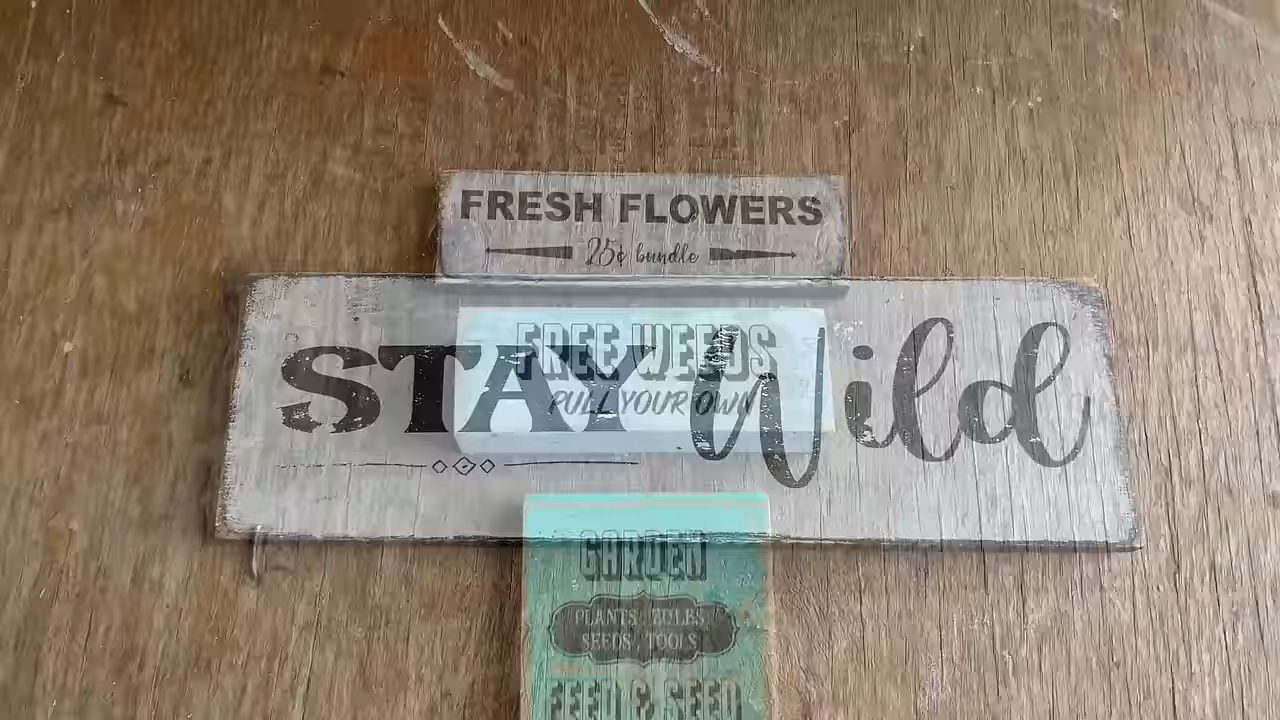 FRESH FLOWERS
25¢ bundle
FREE WEEDS
STAY Wild
PULL YOUR OWN
GARDEN
PLANTS BULBS
SEEDS TOOLS
FEED & SEED